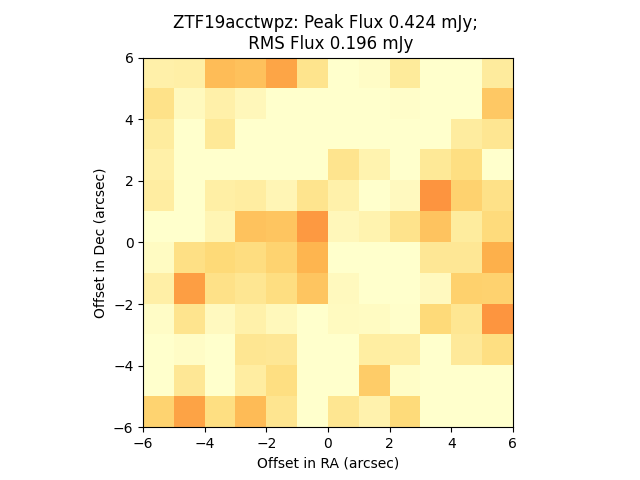 ZTF19acctwpz: Peak Flux 0.424 mJy;
RMS Flux 0.196 mJy
6
4
2
0
−2
−4
−6
Offset in Dec (arcsec)
−6 −4 −2 0 2 4 6
Offset in RA (arcsec)